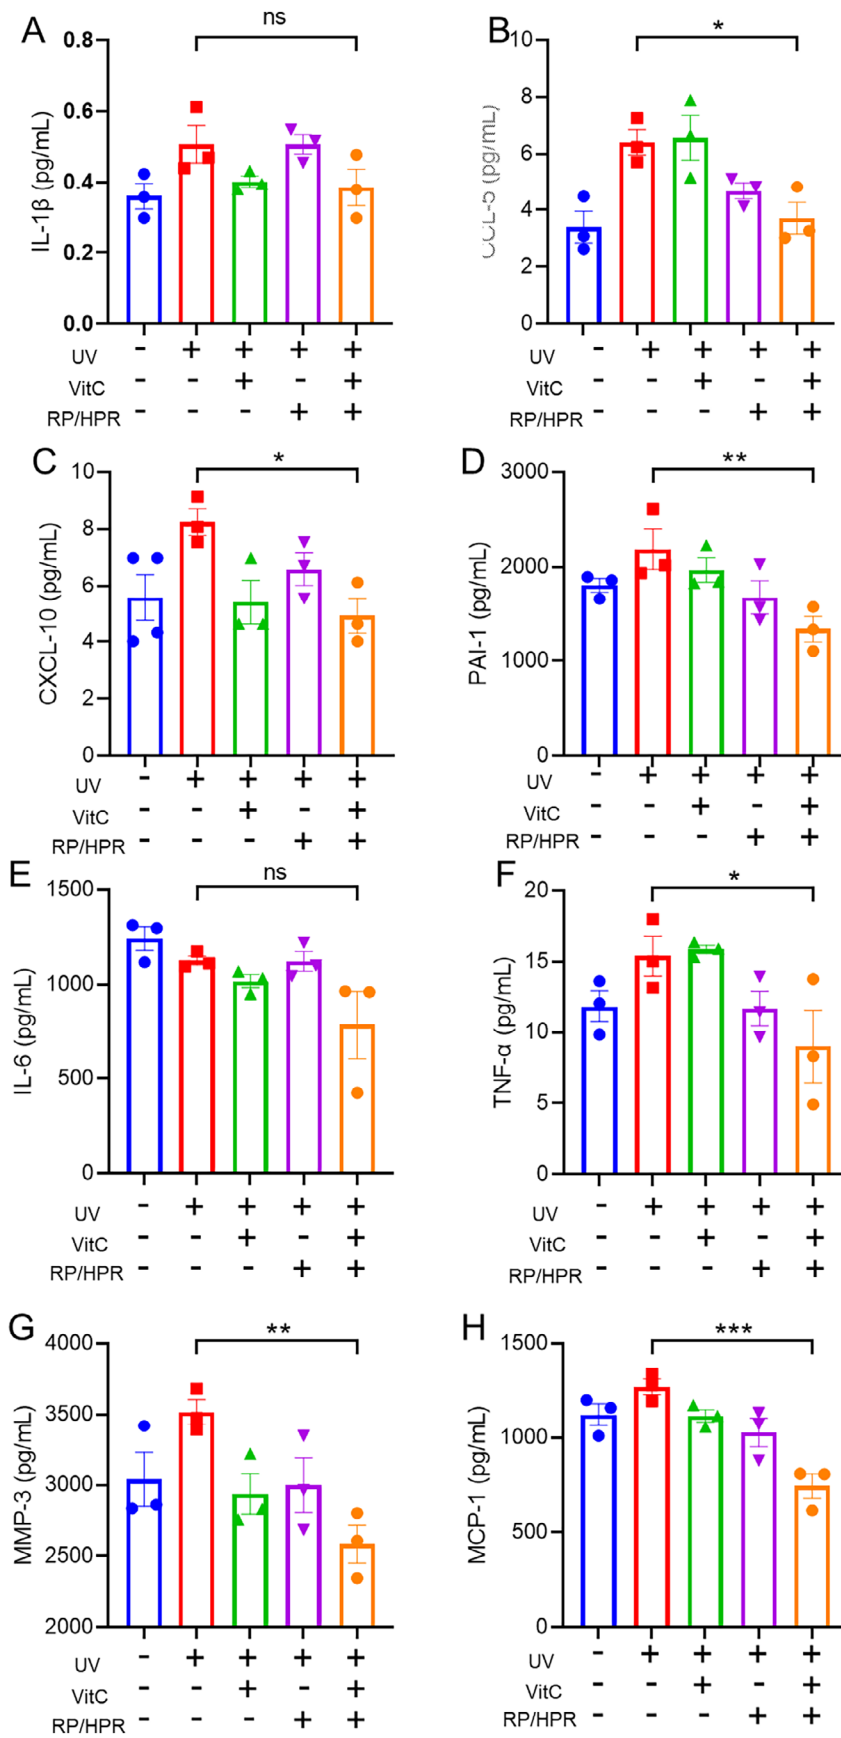 A
ns
IL-1β (pg/mL)
0.8
0.6
0.4
0.2
0.0
UV - + + + +
VitC - - + - +
RP/HPR - - - + +
B
*
CCL-5 (pg/mL)
10
8
6
4
2
0
UV - + + + +
VitC - - + - +
RP/HPR - - - + +
C
*
CXCL-10 (pg/mL)
10
8
6
4
2
0
UV - + + + +
VitC - - + - +
RP/HPR - - - + +
D
**
PAI-1 (pg/mL)
3000
2000
1000
0
UV - + + + +
VitC - - + - +
RP/HPR - - - + +
E
ns
IL-6 (pg/mL)
1500
1000
500
0
UV - + + + +
VitC - - + - +
RP/HPR - - - + +
F
*
TNF-α (pg/mL)
20
15
10
5
0
UV - + + + +
VitC - - + - +
RP/HPR - - - + +
G
**
MMP-3 (pg/mL)
4000
3500
3000
2500
2000
UV - + + + +
VitC - - + - +
RP/HPR - - - + +
H
***
MCP-1 (pg/mL)
1500
1000
500
0
UV - + + + +
VitC - - + - +
RP/HPR - - - + +